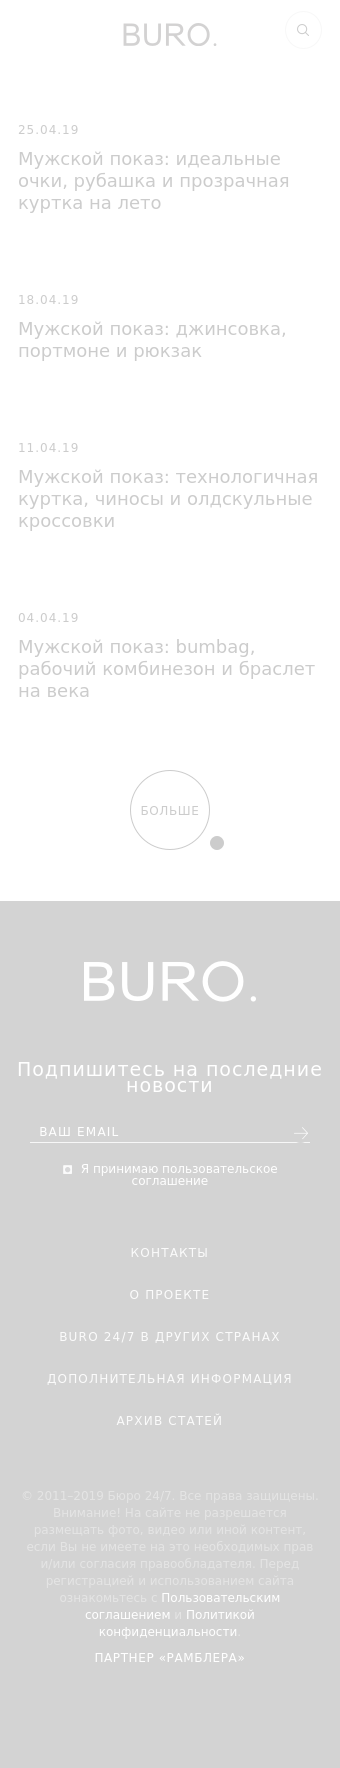 BURO.
25.04.19
Мужской показ: идеальные
очки, рубашка и прозрачная
куртка на лето
18.04.19
Мужской показ: джинсовка,
портмоне и рюкзак
11.04.19
Мужской показ: технологичная
куртка, чиносы и олдскульные
кроссовки
04.04.19
Мужской показ: bumbag,
рабочий комбинезон и браслет
на века
БОЛЬШЕ
BURO.
Подпишитесь на последние
новости
ВАШ EMAIL
Я принимаю пользовательское
соглашение
КОНТАКТЫ
О ПРОЕКТЕ
BURO 24/7 В ДРУГИХ СТРАНАХ
ДОПОЛНИТЕЛЬНАЯ ИНФОРМАЦИЯ
АРХИВ СТАТЕЙ
© 2011–2019 Бюро 24/7. Все права защищены.
Внимание! На сайте не разрешается
размещать фото, видео или иной контент,
если Вы не имеете на это необходимых прав
и/или согласия правообладателя. Перед
регистрацией и использованием сайта
ознакомьтесь с Пользовательским
соглашением и Политикой
конфиденциальности.
ПАРТНЕР «РАМБЛЕРА»